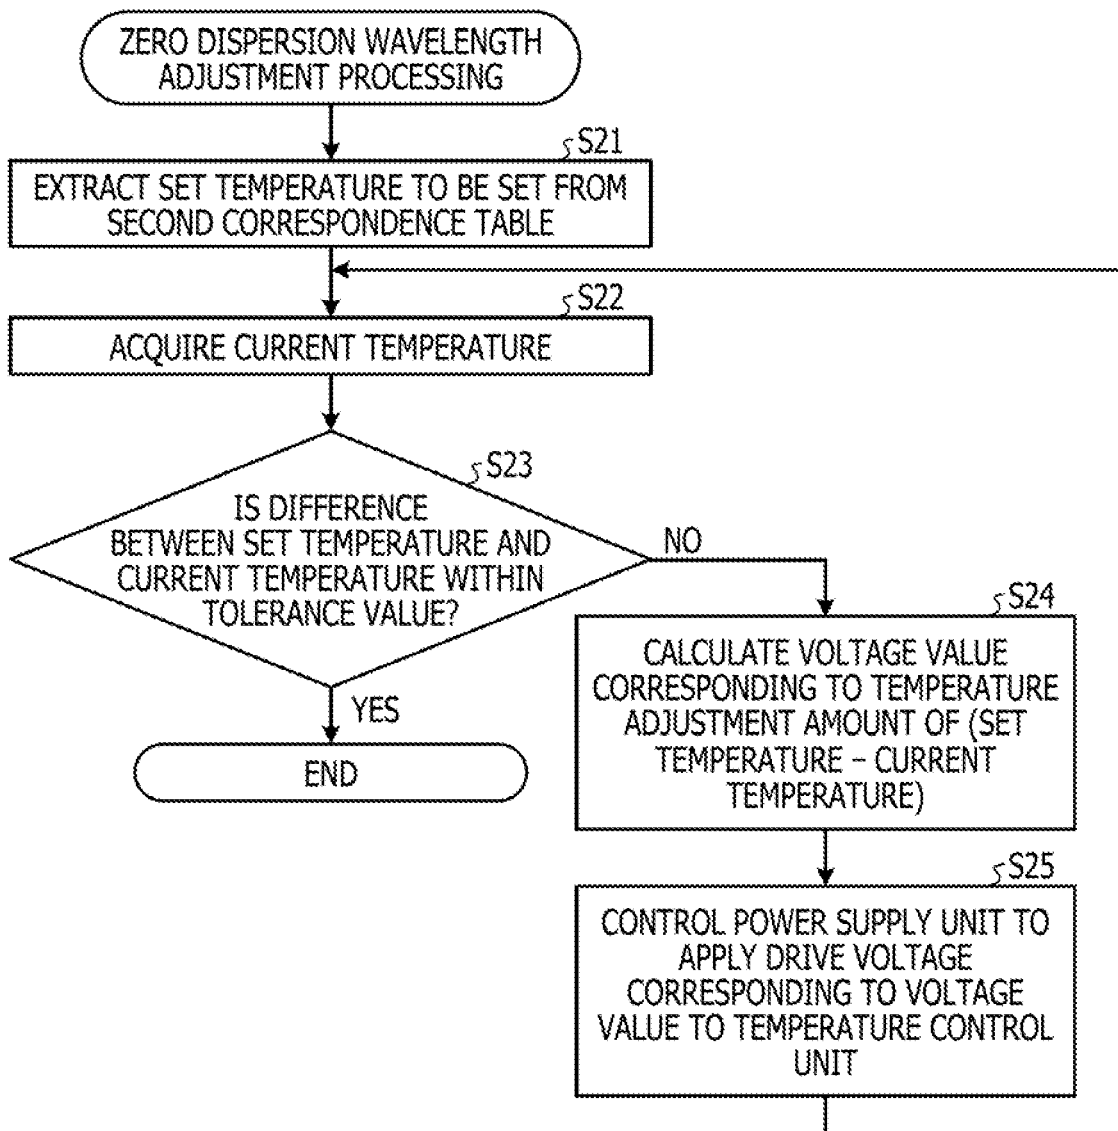 ZERO DISPERSION WAVELENGTH
ADJUSTMENT PROCESSING
S21
EXTRACT SET TEMPERATURE TO BE SET FROM
SECOND CORRESPONDENCE TABLE
S22
ACQUIRE CURRENT TEMPERATURE
S23
IS DIFFERENCE
BETWEEN SET TEMPERATURE AND
CURRENT TEMPERATURE WITHIN
TOLERANCE VALUE?
NO
YES
END
S24
CALCULATE VOLTAGE VALUE
CORRESPONDING TO TEMPERATURE
ADJUSTMENT AMOUNT OF (SET
TEMPERATURE – CURRENT
TEMPERATURE)
S25
CONTROL POWER SUPPLY UNIT TO
APPLY DRIVE VOLTAGE
CORRESPONDING TO VOLTAGE
VALUE TO TEMPERATURE CONTROL
UNIT